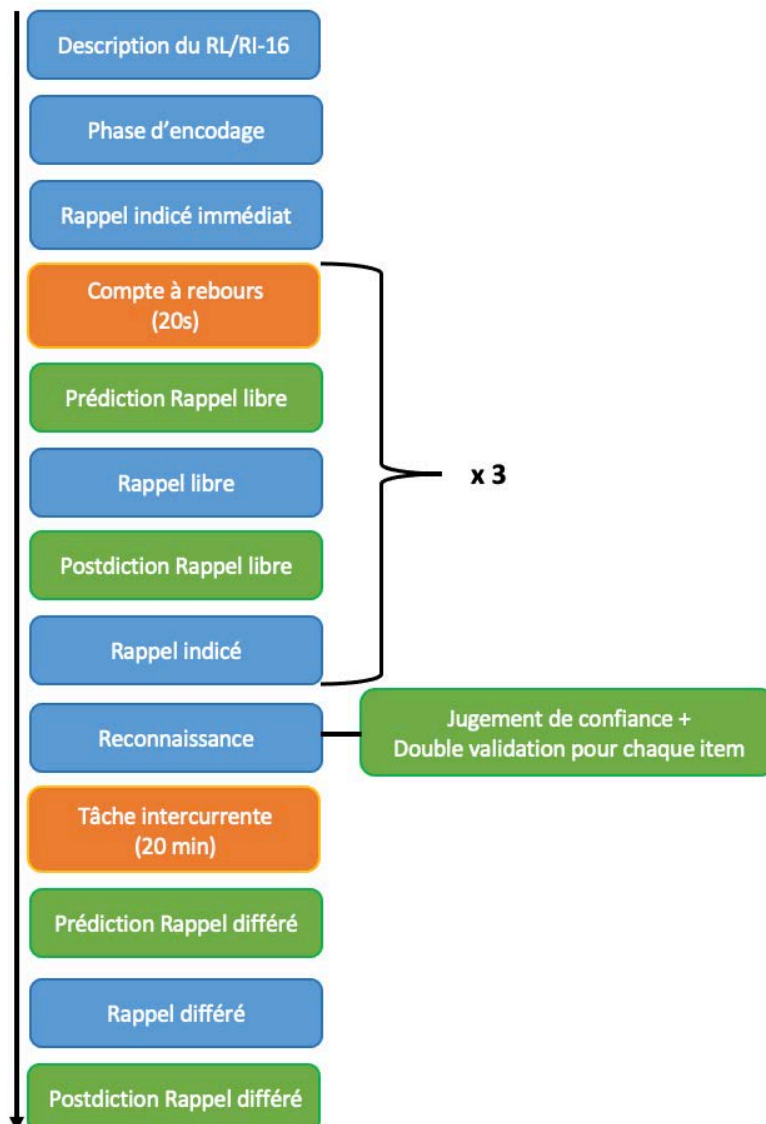 Description du RL/RI-16
Phase d’encodage
Rappel indicé immédiat
Compte à rebours
(20s)
Prédiction Rappel libre
Rappel libre
x 3
Postdiction Rappel libre
Rappel indicé
Reconnaissance
Jugement de confiance +
Double validation pour chaque item
Tâche intercurrente
(20 min)
Prédiction Rappel différé
Rappel différé
Postdiction Rappel différé